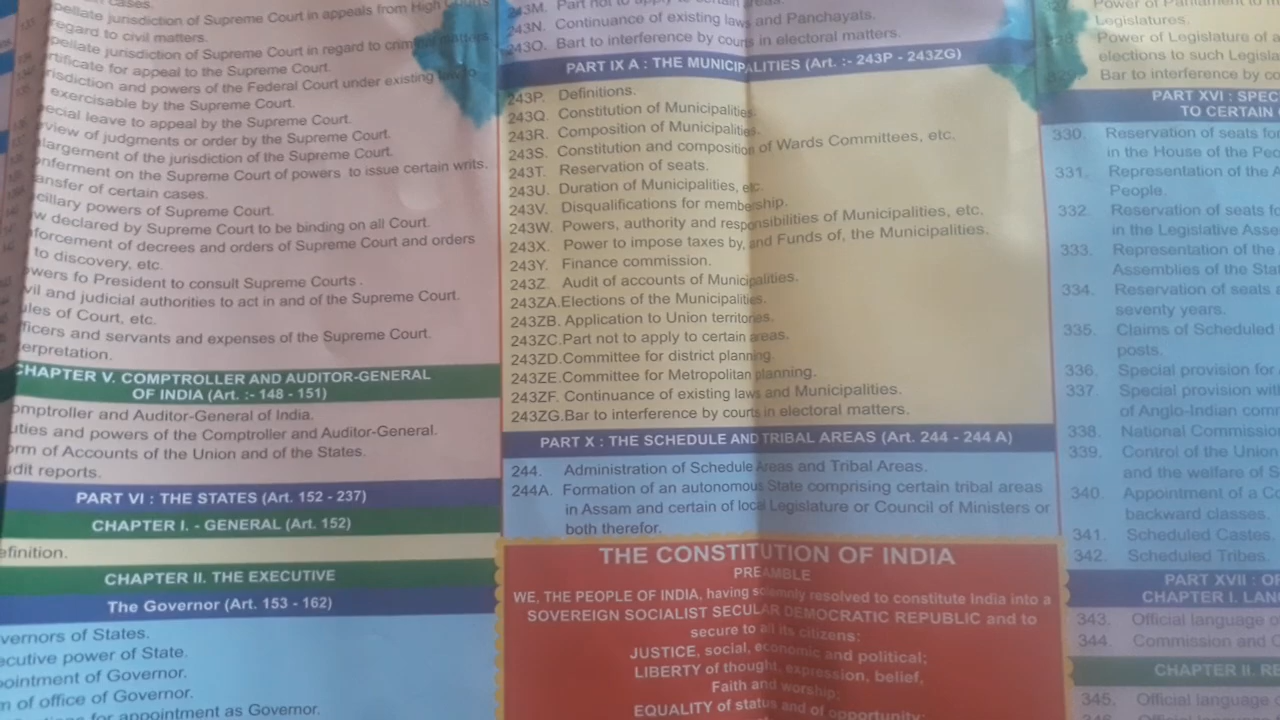 cases.
pellate jurisdiction of Supreme Court in appeals from High
regard to civil matters.
pellate jurisdiction of Supreme Court in regard to criminal matters.
rtificate for appeal to the Supreme Court.
risdiction and powers of the Federal Court under existing law to
exercisable by the Supreme Court.
ecial leave to appeal by the Supreme Court.
view of judgments or order by the Supreme Court.
largement of the jurisdiction of the Supreme Court.
nferment on the Supreme Court of powers to issue certain writs.
ansfer of certain cases.
cillary powers of Supreme Court.
w declared by Supreme Court to be binding on all Court.
forcement of decrees and orders of Supreme Court and orders
to discovery, etc.
owers fo President to consult Supreme Courts .
vil and judicial authorities to act in and of the Supreme Court.
ules of Court, etc.
ficers and servants and expenses of the Supreme Court.
erpretation.
CHAPTER V. COMPTROLLER AND AUDITOR-GENERAL
OF INDIA (Art. :- 148 - 151)
omptroller and Auditor-General of India.
uties and powers of the Comptroller and Auditor-General.
orm of Accounts of the Union and of the States.
udit reports.
PART VI : THE STATES (Art. 152 - 237)
CHAPTER I. - GENERAL (Art. 152)
efinition.
CHAPTER II. THE EXECUTIVE
The Governor (Art. 153 - 162)
vernors of States.
ecutive power of State.
pointment of Governor.
m of office of Governor.
for appointment as Governor.
243M. Part not to apply to certain areas.
243N. Continuance of existing laws and Panchayats.
243O. Bart to interference by courts in electoral matters.
PART IX A : THE MUNICIPALITIES (Art. :- 243P - 243ZG)
243P. Definitions.
243Q. Constitution of Municipalities.
243R. Composition of Municipalities.
243S. Constitution and composition of Wards Committees, etc.
243T. Reservation of seats.
243U. Duration of Municipalities, etc.
243V. Disqualifications for membership.
243W. Powers, authority and responsibilities of Municipalities, etc.
243X. Power to impose taxes by, and Funds of, the Municipalities.
243Y. Finance commission.
243Z. Audit of accounts of Municipalities.
243ZA.Elections of the Municipalities.
243ZB. Application to Union territories.
243ZC.Part not to apply to certain areas.
243ZD.Committee for district planning.
243ZE.Committee for Metropolitan planning.
243ZF. Continuance of existing laws and Municipalities.
243ZG.Bar to interference by courts in electoral matters.
PART X : THE SCHEDULE AND TRIBAL AREAS (Art. 244 - 244 A)
244. Administration of Schedule Areas and Tribal Areas.
244A. Formation of an autonomous State comprising certain tribal areas
in Assam and certain of local Legislature or Council of Ministers or
both therefor.
THE CONSTITUTION OF INDIA
PREAMBLE
WE, THE PEOPLE OF INDIA, having solemnly resolved to constitute India into a
SOVEREIGN SOCIALIST SECULAR DEMOCRATIC REPUBLIC and to
secure to all its citizens:
JUSTICE, social, economic and political;
LIBERTY of thought, expression, belief,
Faith and worship;
EQUALITY of status and of opportunity;
Power of Parliament to m
Legislatures.
Power of Legislature of a
elections to such Legisla
Bar to interference by co
PART XVI : SPEC
TO CERTAIN
330. Reservation of seats fo
in the House of the Peo
331. Representation of the A
People.
332. Reservation of seats fo
in the Legislative Asse
333. Representation of the
Assemblies of the Stat
334. Reservation of seats a
seventy years.
335. Claims of Scheduled
posts.
336. Special provision for
337. Special provision with
of Anglo-Indian comm
338. National Commission
339. Control of the Union
and the welfare of S
340. Appointment of a Co
backward classes.
341. Scheduled Castes.
342. Scheduled Tribes.
PART XVII : OF
CHAPTER I. LAN
343. Official language o
344. Commission and C
CHAPTER II. RE
345. Official language o